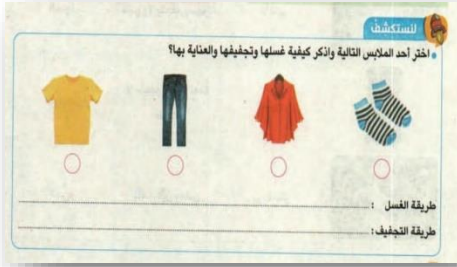 لنستكشف
اختر أحد الملابس التالية واذكر كيفية غسلها وتجفيفها والعناية بها؟
طريقة الغسل :
طريقة التجفيف :